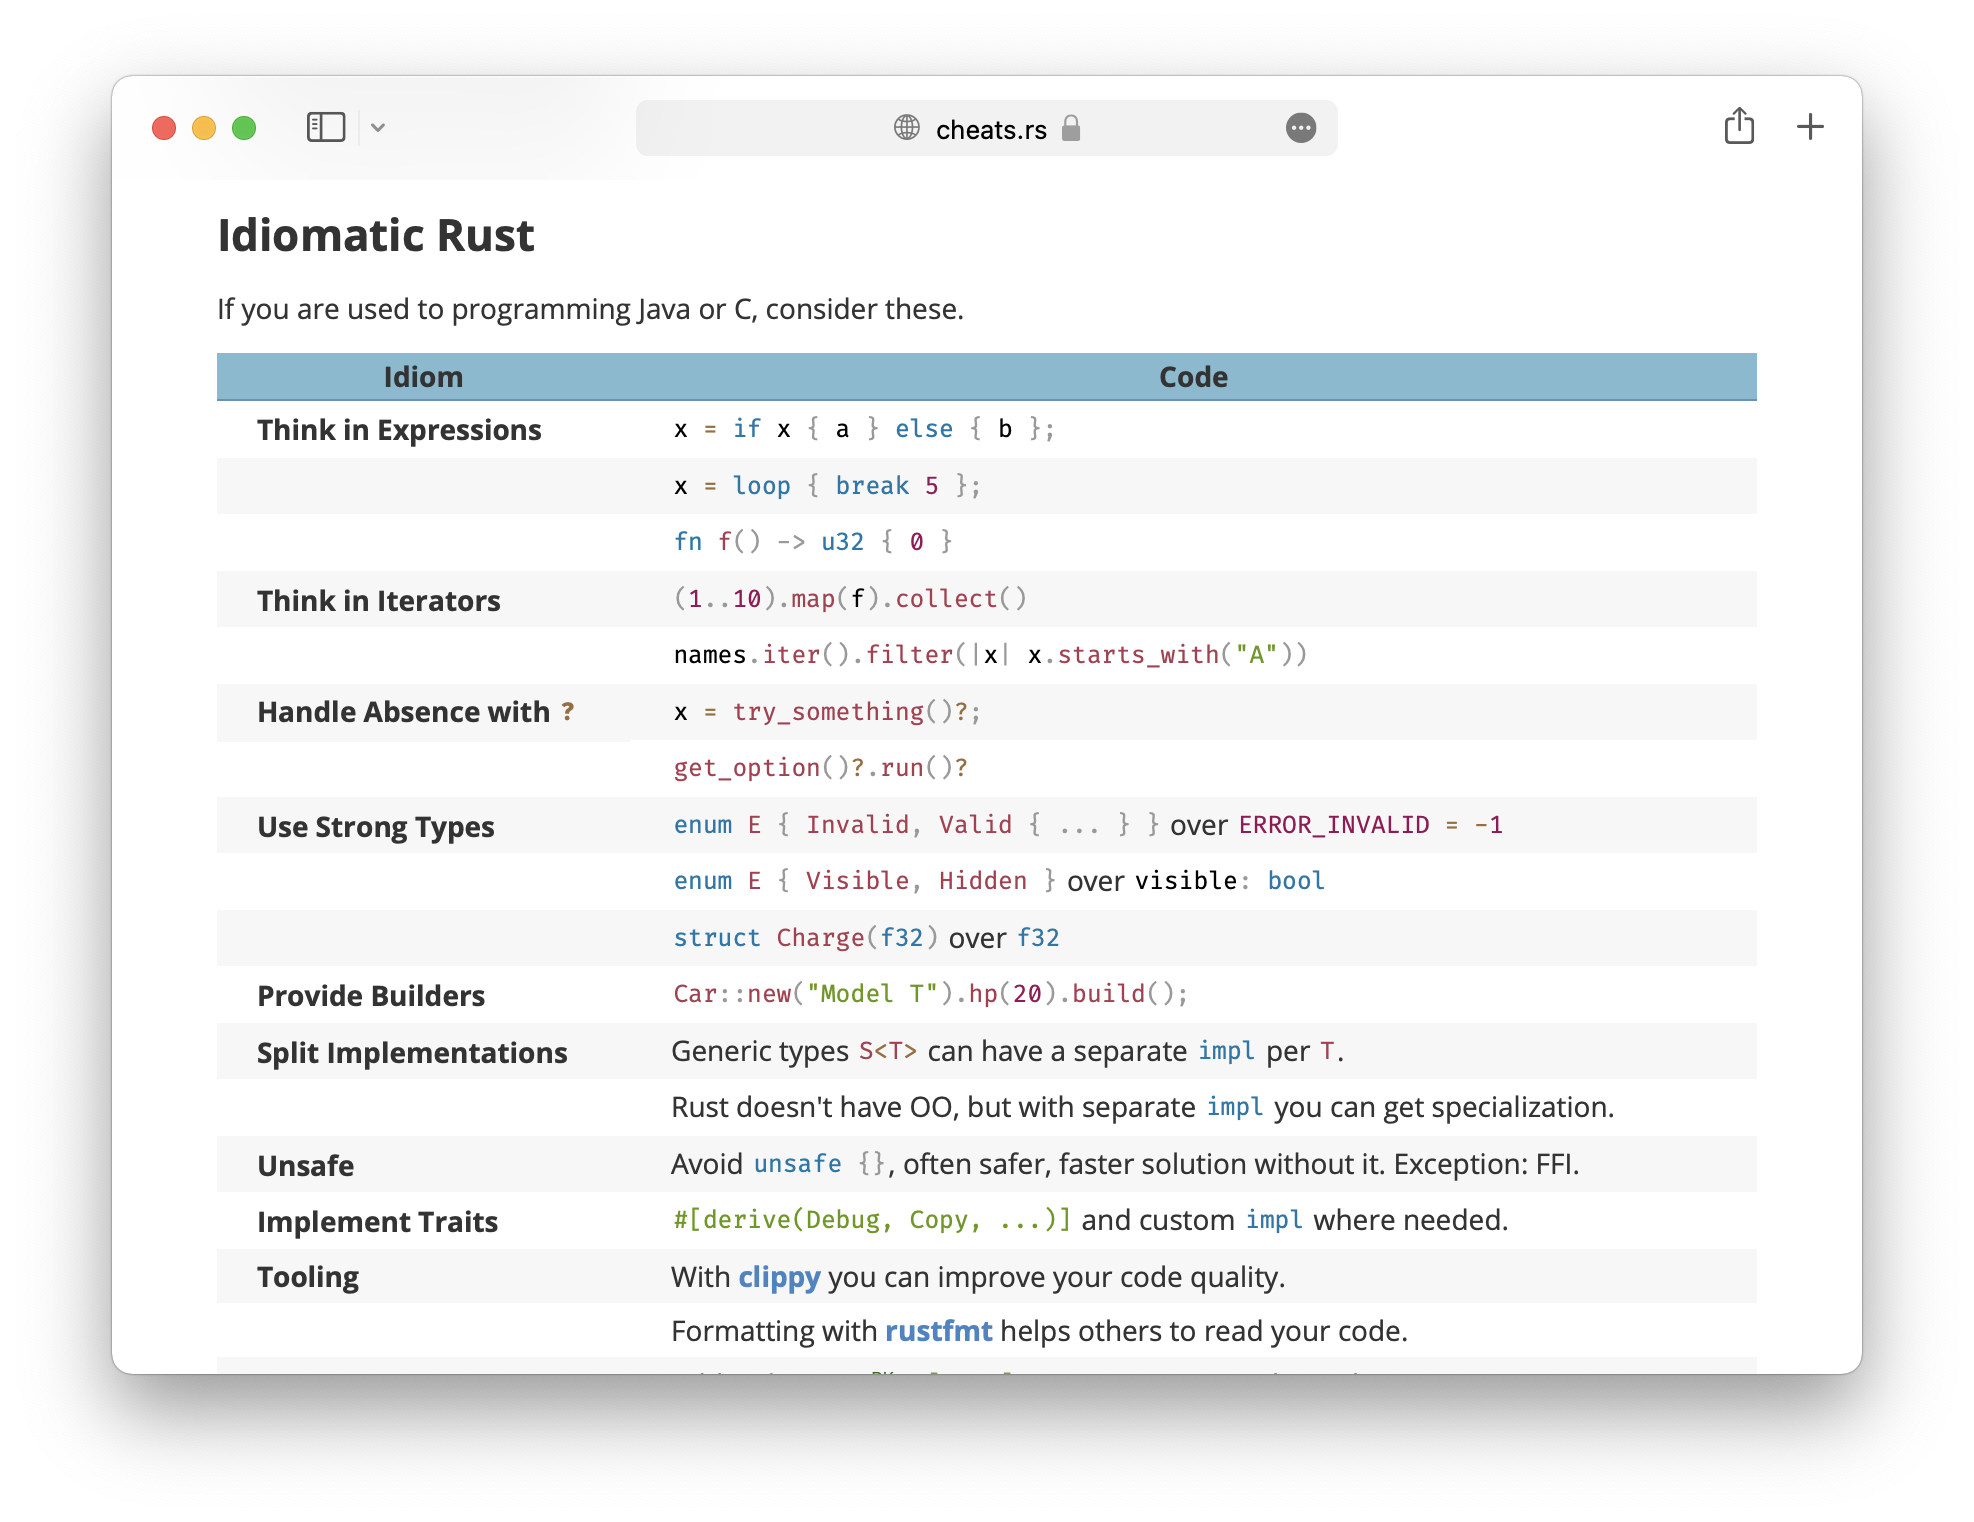 cheats.rs
Idiomatic Rust
If you are used to programming Java or C, consider these.
Idiom Code
Think in Expressions x = if x { a } else { b };
x = loop { break 5 };
fn f() -> u32 { 0 }
Think in Iterators (1..10).map(f).collect()
names.iter().filter(|x| x.starts_with("A"))
Handle Absence with ? x = try_something()?;
get_option()?.run()?
Use Strong Types enum E { Invalid, Valid { ... } } over ERROR_INVALID = -1
enum E { Visible, Hidden } over visible: bool
struct Charge(f32) over f32
Provide Builders Car::new("Model T").hp(20).build();
Split Implementations Generic types S<T> can have a separate impl per T.
Rust doesn't have OO, but with separate impl you can get specialization.
Unsafe Avoid unsafe {}, often safer, faster solution without it. Exception: FFI.
Implement Traits #[derive(Debug, Copy, ...)] and custom impl where needed.
Tooling With clippy you can improve your code quality.
Formatting with rustfmt helps others to read your code.